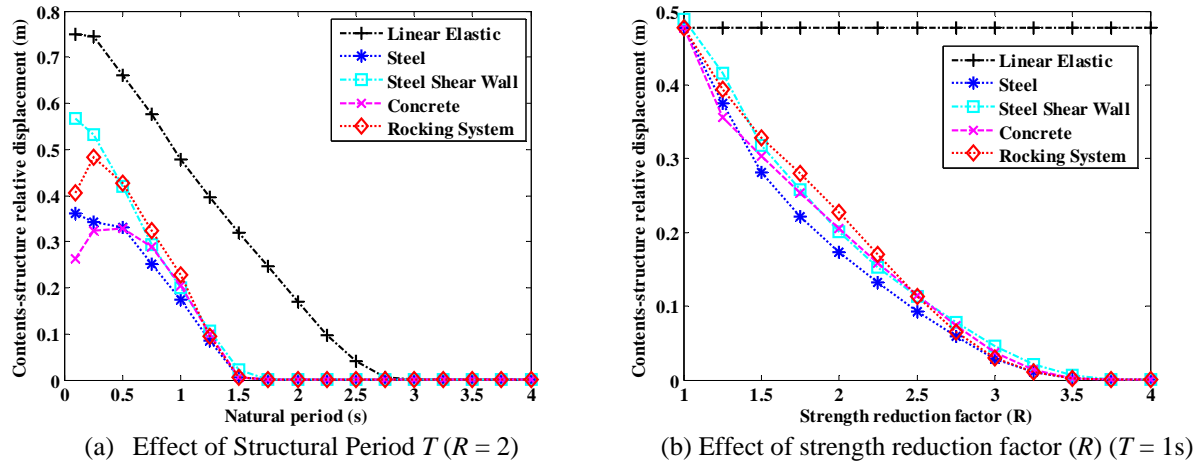 Contents-structure relative displacement (m)
0.8
0.7
0.6
0.5
0.4
0.3
0.2
0.1
0
Linear Elastic
Steel
Steel Shear Wall
Concrete
Rocking System
0 0.5 1 1.5 2 2.5 3 3.5 4
Natural period (s)
(a) Effect of Structural Period T (R = 2)
Contents-structure relative displacement (m)
0.5
0.4
0.3
0.2
0.1
0
Linear Elastic
Steel
Steel Shear Wall
Concrete
Rocking System
1 1.5 2 2.5 3 3.5 4
Strength reduction factor (R)
(b) Effect of strength reduction factor (R) (T = 1s)